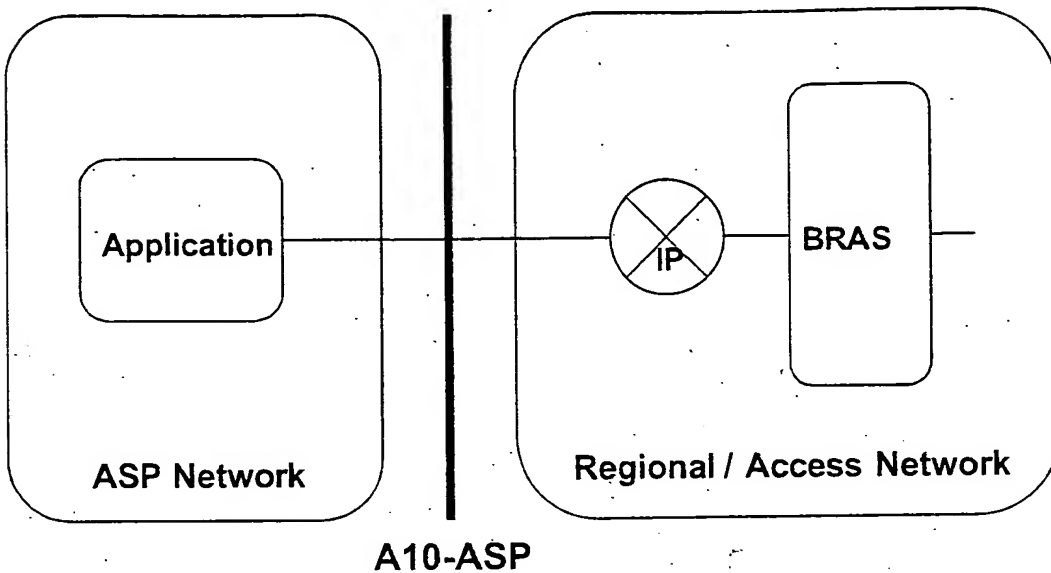 Application
IP
BRAS
ASP Network
Regional / Access Network
A10-ASP